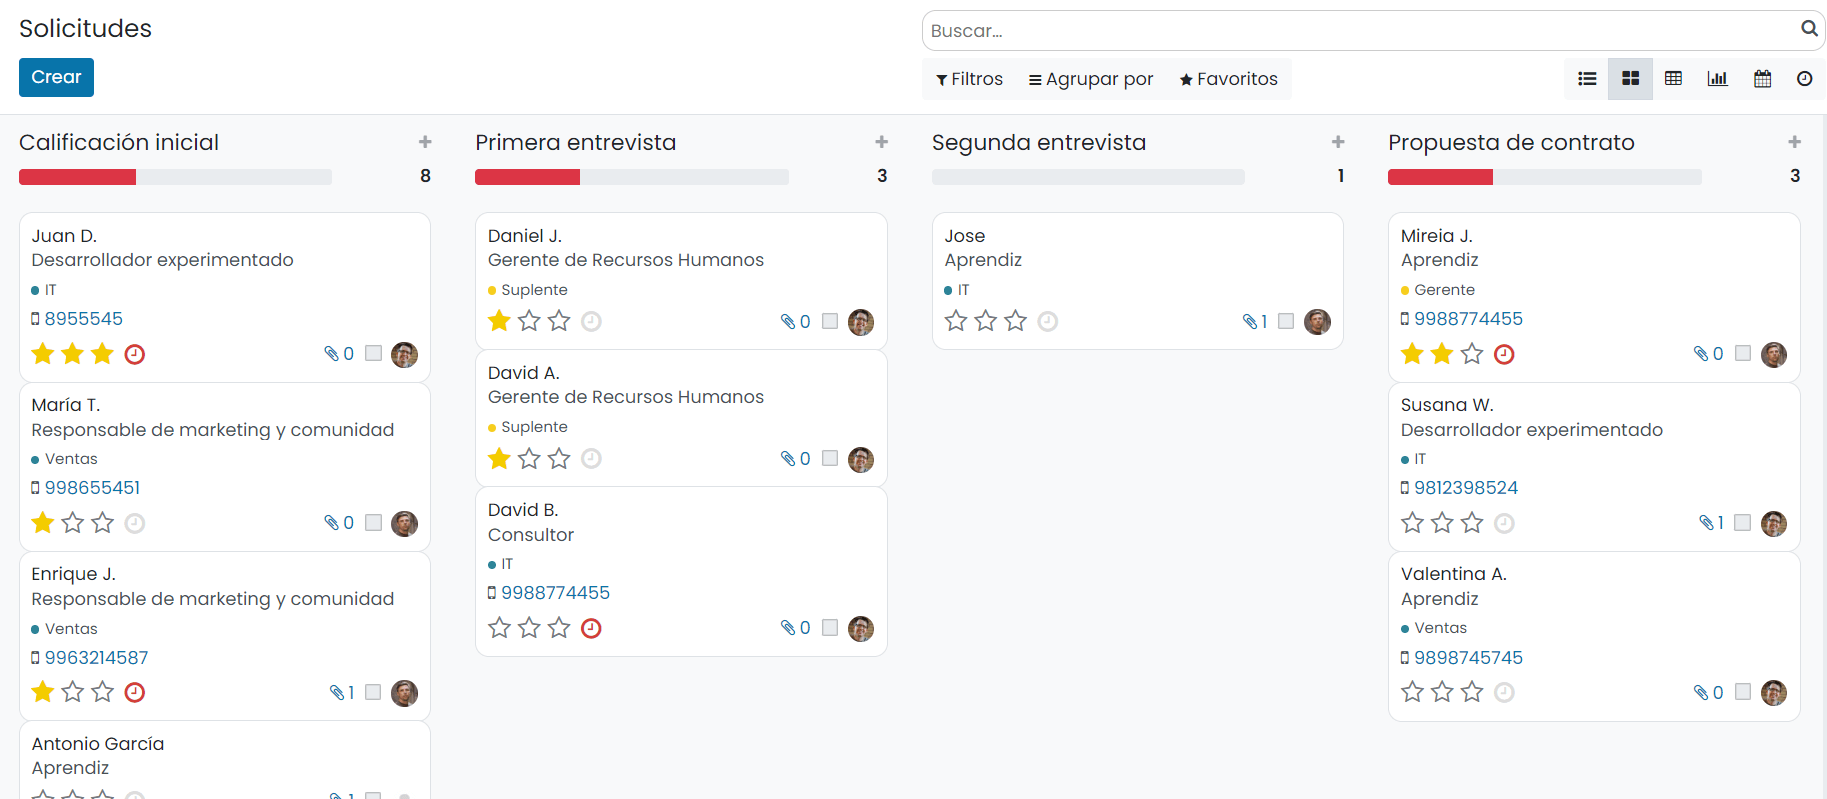 Solicitudes
Buscar...
Crear
Filtros
Agrupar por
Favoritos
Calificación inicial
8
Juan D.
Desarrollador experimentado
IT
8955545
0
María T.
Responsable de marketing y comunidad
Ventas
998655451
0
Enrique J.
Responsable de marketing y comunidad
Ventas
9963214587
1
Antonio García
Aprendiz
1
Primera entrevista
3
Daniel J.
Gerente de Recursos Humanos
Suplente
0
David A.
Gerente de Recursos Humanos
Suplente
0
David B.
Consultor
IT
9988774455
0
Segunda entrevista
1
Jose
Aprendiz
IT
1
Propuesta de contrato
3
Mireia J.
Aprendiz
Gerente
9988774455
0
Susana W.
Desarrollador experimentado
IT
9812398524
1
Valentina A.
Aprendiz
Ventas
9898745745
0